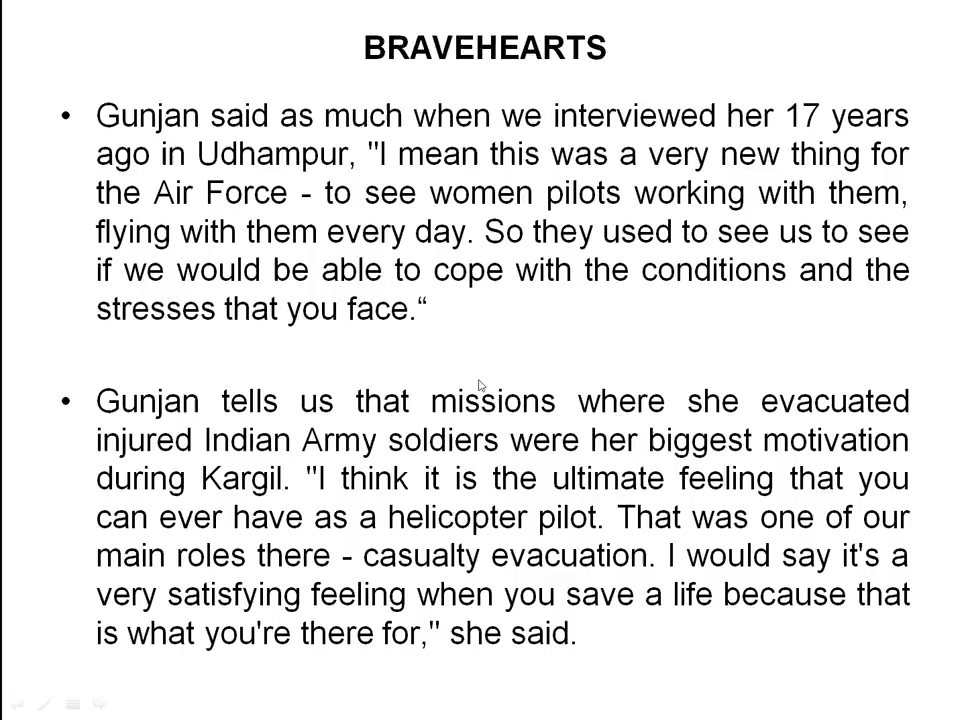 BRAVEHEARTS
• Gunjan said as much when we interviewed her 17 years
ago in Udhampur, "I mean this was a very new thing for
the Air Force - to see women pilots working with them,
flying with them every day. So they used to see us to see
if we would be able to cope with the conditions and the
stresses that you face.“
• Gunjan tells us that missions where she evacuated
injured Indian Army soldiers were her biggest motivation
during Kargil. "I think it is the ultimate feeling that you
can ever have as a helicopter pilot. That was one of our
main roles there - casualty evacuation. I would say it's a
very satisfying feeling when you save a life because that
is what you're there for," she said.